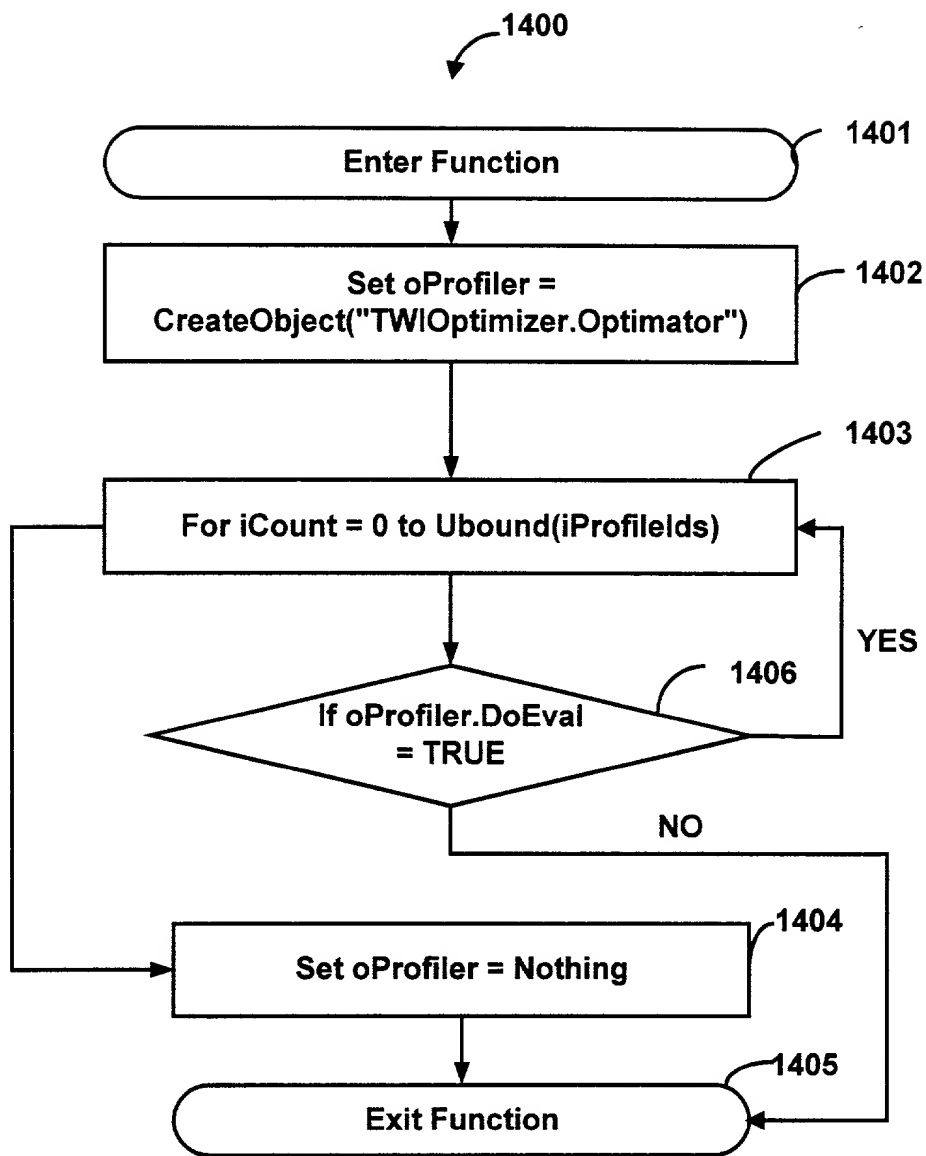 1400
Enter Function
1401
Set oProfiler =
CreateObject("TWIOptimizer.Optimator")
1402
1403
For iCount = 0 to Ubound(iProfileIds)
YES
1406
If oProfiler.DoEval
= TRUE
NO
1404
Set oProfiler = Nothing
1405
Exit Function